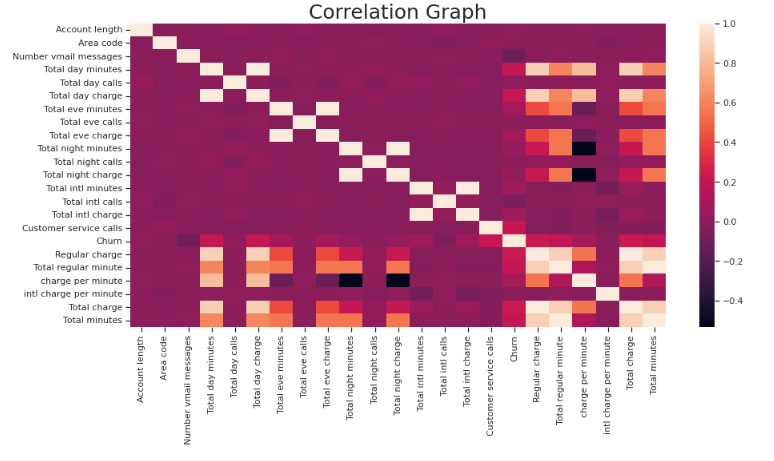 Correlation Graph
Account length
Area code
Number vmail messages
Total day minutes
Total day calls
Total day charge
Total eve minutes
Total eve calls
Total eve charge
Total night minutes
Total night calls
Total night charge
Total intl minutes
Total intl calls
Total intl charge
Customer service calls
Churn
Regular charge
Total regular minute
charge per minute
intl charge per minute
Total charge
Total minutes
Account length
Area code
Number vmail messages
Total day minutes
Total day calls
Total day charge
Total eve minutes
Total eve calls
Total eve charge
Total night minutes
Total night calls
Total night charge
Total intl minutes
Total intl calls
Total intl charge
Customer service calls
Churn
Regular charge
Total regular minute
charge per minute
intl charge per minute
Total charge
Total minutes
1.0
0.8
0.6
0.4
0.2
0.0
−0.2
−0.4